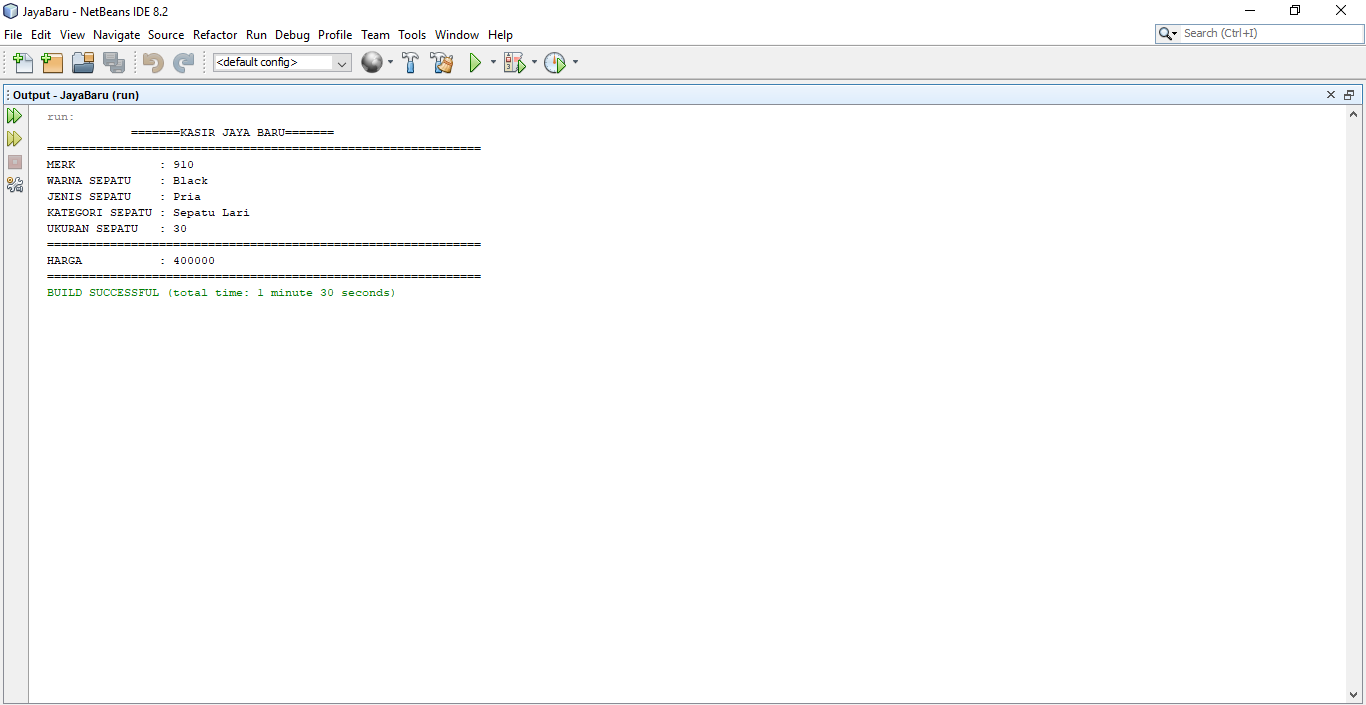 JayaBaru - NetBeans IDE 8.2
File Edit View Navigate Source Refactor Run Debug Profile Team Tools Window Help
Search (Ctrl+I)
<default config>
Output - JayaBaru (run)
run:
=======KASIR JAYA BARU=======
==============================================================
MERK : 910
WARNA SEPATU : Black
JENIS SEPATU : Pria
KATEGORI SEPATU : Sepatu Lari
UKURAN SEPATU : 30
==============================================================
HARGA : 400000
==============================================================
BUILD SUCCESSFUL (total time: 1 minute 30 seconds)